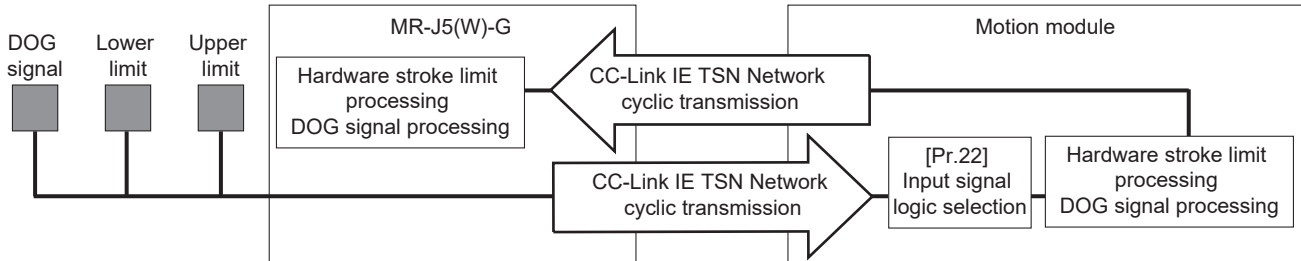 MR-J5(W)-G
Motion module
DOG
signal
Lower
limit
Upper
limit
Hardware stroke limit
processing
DOG signal processing
CC-Link IE TSN Network
cyclic transmission
CC-Link IE TSN Network
cyclic transmission
[Pr.22]
Input signal
logic selection
Hardware stroke limit
processing
DOG signal processing